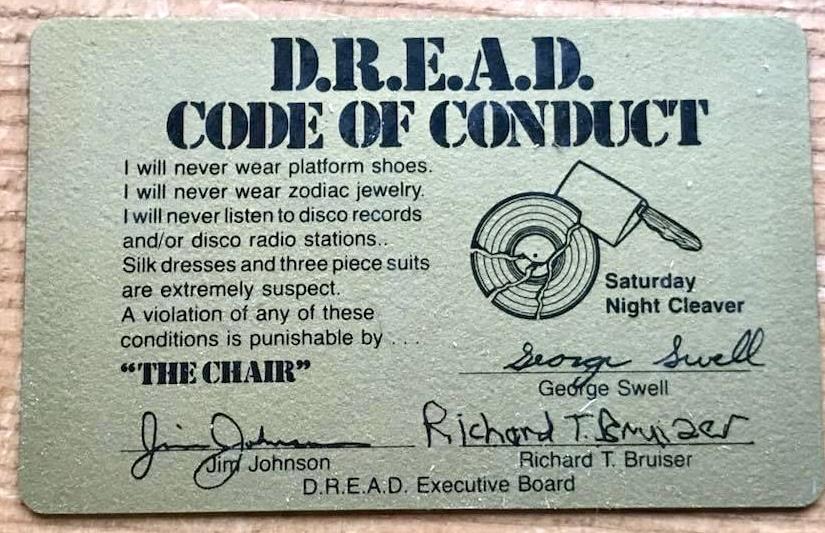 D.R.E.A.D.
CODE OF CONDUCT
I will never wear platform shoes.
I will never wear zodiac jewelry.
I will never listen to disco records
and/or disco radio stations..
Silk dresses and three piece suits
are extremely suspect.
A violation of any of these
conditions is punishable by . . .
“THE CHAIR”
Saturday
Night Cleaver
George Swell
George Swell
Jim Johnson
Jim Johnson
Richard T. Bruizer
Richard T. Bruiser
D.R.E.A.D. Executive Board